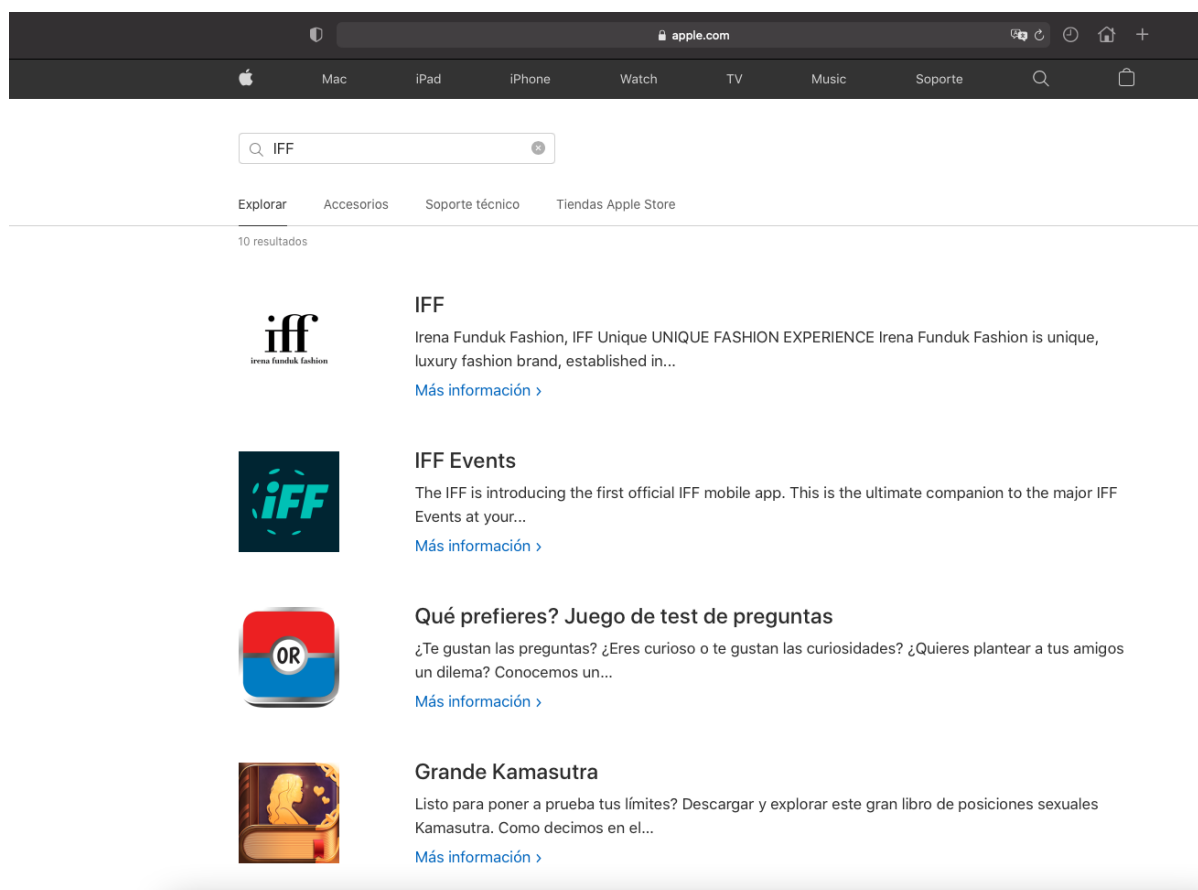 apple.com
Mac iPad iPhone Watch TV Music Soporte
IFF
Explorar Accesorios Soporte técnico Tiendas Apple Store
10 resultados
iff
irena funduk fashion
IFF
Irena Funduk Fashion, IFF Unique UNIQUE FASHION EXPERIENCE Irena Funduk Fashion is unique,
luxury fashion brand, established in...
Más información ›
iFF
IFF Events
The IFF is introducing the first official IFF mobile app. This is the ultimate companion to the major IFF
Events at your...
Más información ›
OR
Qué prefieres? Juego de test de preguntas
¿Te gustan las preguntas? ¿Eres curioso o te gustan las curiosidades? ¿Quieres plantear a tus amigos
un dilema? Conocemos un...
Más información ›
Grande Kamasutra
Listo para poner a prueba tus límites? Descargar y explorar este gran libro de posiciones sexuales
Kamasutra. Como decimos en el...
Más información ›